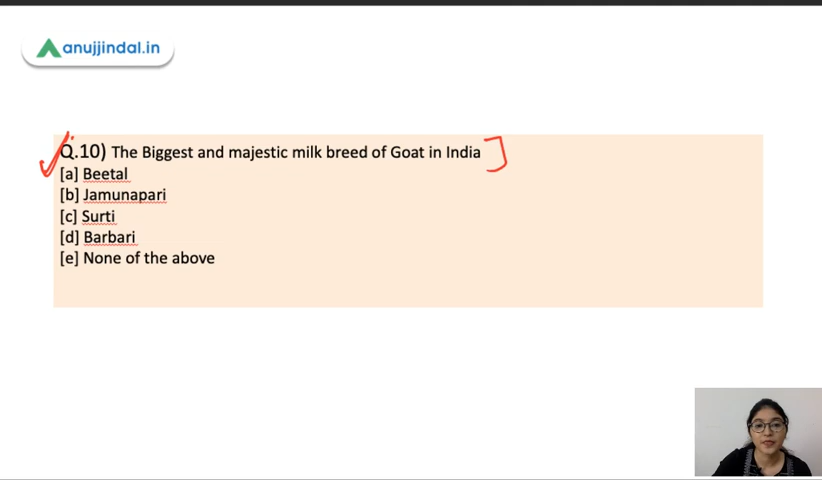 anujjindal.in
Q.10) The Biggest and majestic milk breed of Goat in India
[a] Beetal
[b] Jamunapari
[c] Surti
[d] Barbari
[e] None of the above